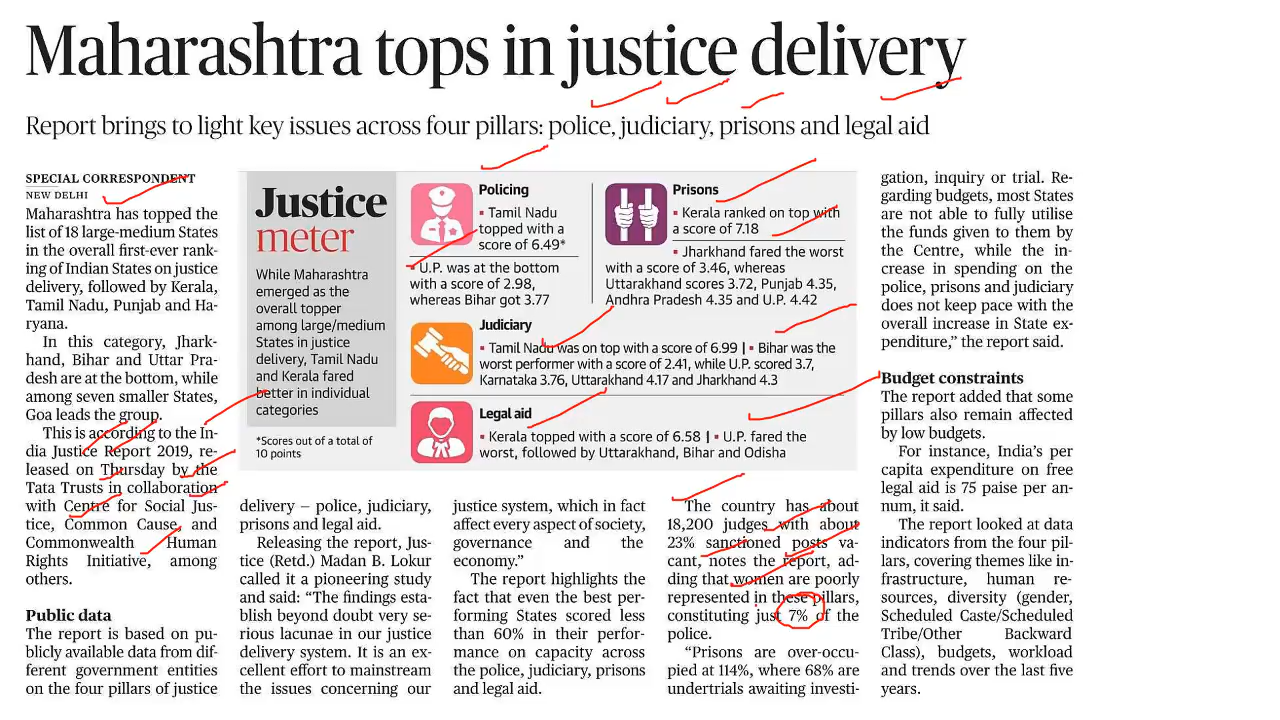 Maharashtra tops in justice delivery
Report brings to light key issues across four pillars: police, judiciary, prisons and legal aid
SPECIAL CORRESPONDENT
NEW DELHI
Maharashtra has topped the
list of 18 large-medium States
in the overall first-ever rank-
ing of Indian States on justice
delivery, followed by Kerala,
Tamil Nadu, Punjab and Ha-
ryana.
In this category, Jhark-
hand, Bihar and Uttar Pra-
desh are at the bottom, while
among seven smaller States,
Goa leads the group.
This is according to the In-
dia Justice Report 2019, re-
leased on Thursday by the
Tata Trusts in collaboration
with Centre for Social Jus-
tice, Common Cause, and
Commonwealth Human
Rights Initiative, among
others.
Public data
The report is based on pu-
blicly available data from dif-
ferent government entities
on the four pillars of justice
Justice
meter
While Maharashtra
emerged as the
overall topper
among large/medium
States in justice
delivery, Tamil Nadu
and Kerala fared
better in individual
categories
*Scores out of a total of
10 points
Policing
▪ Tamil Nadu
topped with a
score of 6.49*
▪ U.P. was at the bottom
with a score of 2.98,
whereas Bihar got 3.77
Prisons
▪ Kerala ranked on top with
a score of 7.18
▪ Jharkhand fared the worst
with a score of 3.46, whereas
Uttarakhand scores 3.72, Punjab 4.35,
Andhra Pradesh 4.35 and U.P. 4.42
Judiciary
▪ Tamil Nadu was on top with a score of 6.99 | ▪ Bihar was the
worst performer with a score of 2.41, while U.P. scored 3.7,
Karnataka 3.76, Uttarakhand 4.17 and Jharkhand 4.3
Legal aid
▪ Kerala topped with a score of 6.58 | ▪ U.P. fared the
worst, followed by Uttarakhand, Bihar and Odisha
delivery – police, judiciary,
prisons and legal aid.
Releasing the report, Jus-
tice (Retd.) Madan B. Lokur
called it a pioneering study
and said: “The findings esta-
blish beyond doubt very se-
rious lacunae in our justice
delivery system. It is an ex-
cellent effort to mainstream
the issues concerning our
justice system, which in fact
affect every aspect of society,
governance and the
economy.”
The report highlights the
fact that even the best per-
forming States scored less
than 60% in their perfor-
mance on capacity across
the police, judiciary, prisons
and legal aid.
The country has about
18,200 judges with about
23% sanctioned posts va-
cant, notes the report, ad-
ding that women are poorly
represented in these pillars,
constituting just 7% of the
police.
“Prisons are over-occu-
pied at 114%, where 68% are
undertrials awaiting investi-
gation, inquiry or trial. Re-
garding budgets, most States
are not able to fully utilise
the funds given to them by
the Centre, while the in-
crease in spending on the
police, prisons and judiciary
does not keep pace with the
overall increase in State ex-
penditure,” the report said.
Budget constraints
The report added that some
pillars also remain affected
by low budgets.
For instance, India’s per
capita expenditure on free
legal aid is 75 paise per an-
num, it said.
The report looked at data
indicators from the four pil-
lars, covering themes like in-
frastructure, human re-
sources, diversity (gender,
Scheduled Caste/Scheduled
Tribe/Other Backward
Class), budgets, workload
and trends over the last five
years.